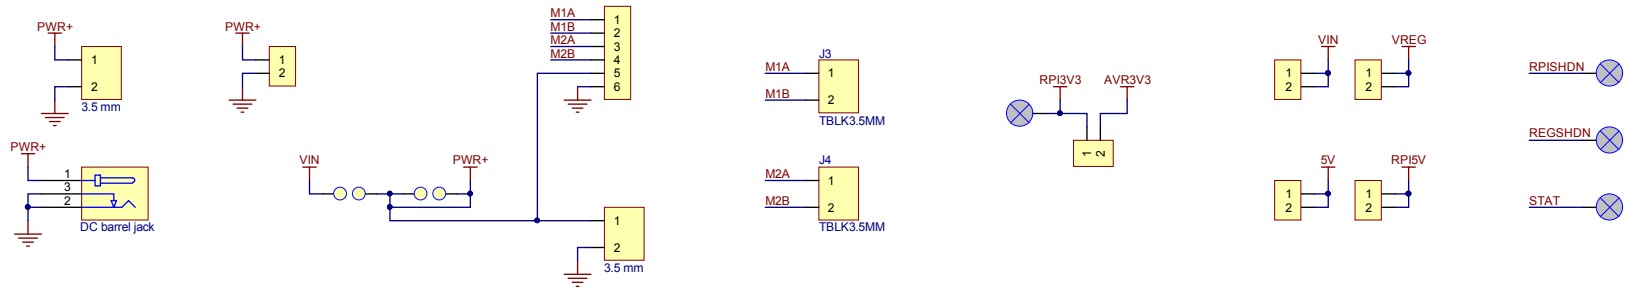 PWR+
1
2
3.5 mm
PWR+
1
3
2
DC barrel jack
PWR+
1
2
VIN
PWR+
M1A
M1B
M2A
M2B
1
2
3
4
5
6
1
2
3.5 mm
J3
M1A
M1B
1
2
TBLK3.5MM
J4
M2A
M2B
1
2
TBLK3.5MM
RPI3V3
AVR3V3
1
2
VIN
1
2
VREG
1
2
5V
1
2
RPI5V
1
2
RPISHDN
REGSHDN
STAT